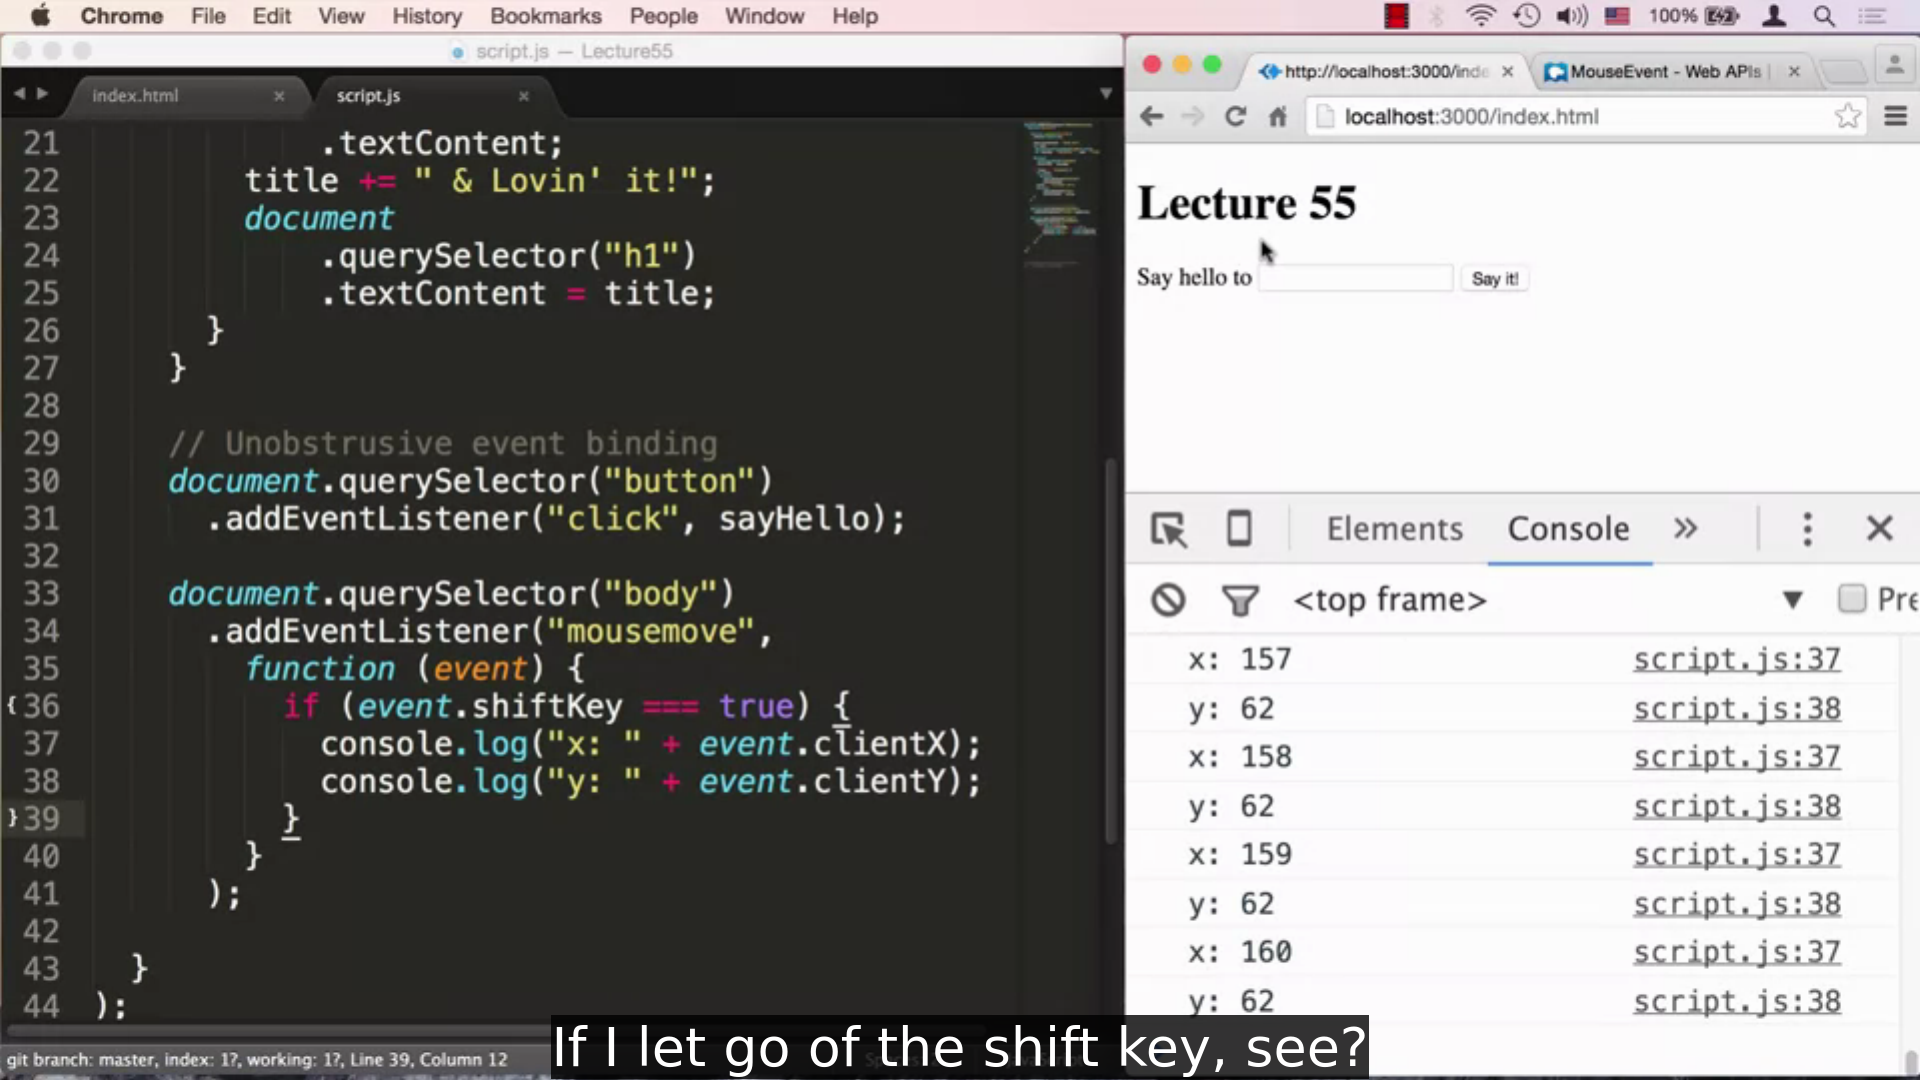 Chrome File Edit View History Bookmarks People Window Help 100%
script.js — Lecture55
index.html
script.js
21 .textContent;
22 title += " & Lovin' it!";
23 document
24 .querySelector("h1")
25 .textContent = title;
26 }
27 }
28
29 // Unobstrusive event binding
30 document.querySelector("button")
31 .addEventListener("click", sayHello);
32
33 document.querySelector("body")
34 .addEventListener("mousemove",
35 function (event) {
36 if (event.shiftKey === true) {
37 console.log("x: " + event.clientX);
38 console.log("y: " + event.clientY);
39 }
40 }
41 );
42
43 }
44 );
git branch: master, index: 1?, working: 1?, Line 39, Column 12
http://localhost:3000/inde
MouseEvent - Web APIs
localhost:3000/index.html
Lecture 55
Say hello to Say it!
Elements Console
<top frame> Pre
x: 157 script.js:37
y: 62 script.js:38
x: 158 script.js:37
y: 62 script.js:38
x: 159 script.js:37
y: 62 script.js:38
x: 160 script.js:37
y: 62 script.js:38
If I let go of the shift key, see?